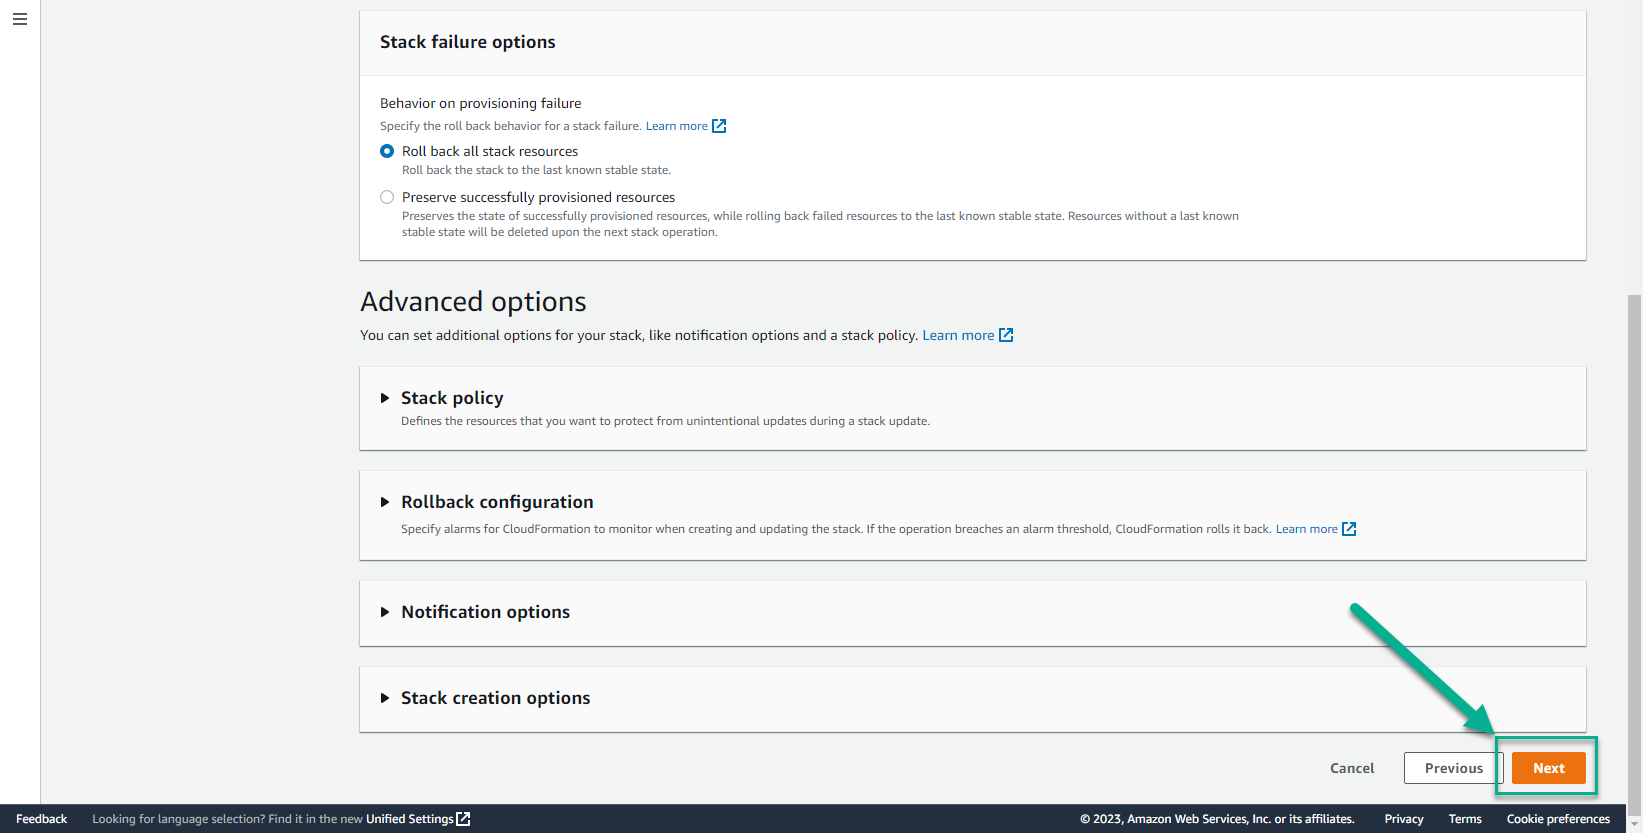 Stack failure options
Behavior on provisioning failure
Specify the roll back behavior for a stack failure. Learn more
Roll back all stack resources
Roll back the stack to the last known stable state.
Preserve successfully provisioned resources
Preserves the state of successfully provisioned resources, while rolling back failed resources to the last known stable state. Resources without a last known
stable state will be deleted upon the next stack operation.
Advanced options
You can set additional options for your stack, like notification options and a stack policy. Learn more
Stack policy
Defines the resources that you want to protect from unintentional updates during a stack update.
Rollback configuration
Specify alarms for CloudFormation to monitor when creating and updating the stack. If the operation breaches an alarm threshold, CloudFormation rolls it back. Learn more
Notification options
Stack creation options
Cancel Previous Next
Feedback Looking for language selection? Find it in the new Unified Settings © 2023, Amazon Web Services, Inc. or its affiliates. Privacy Terms Cookie preferences